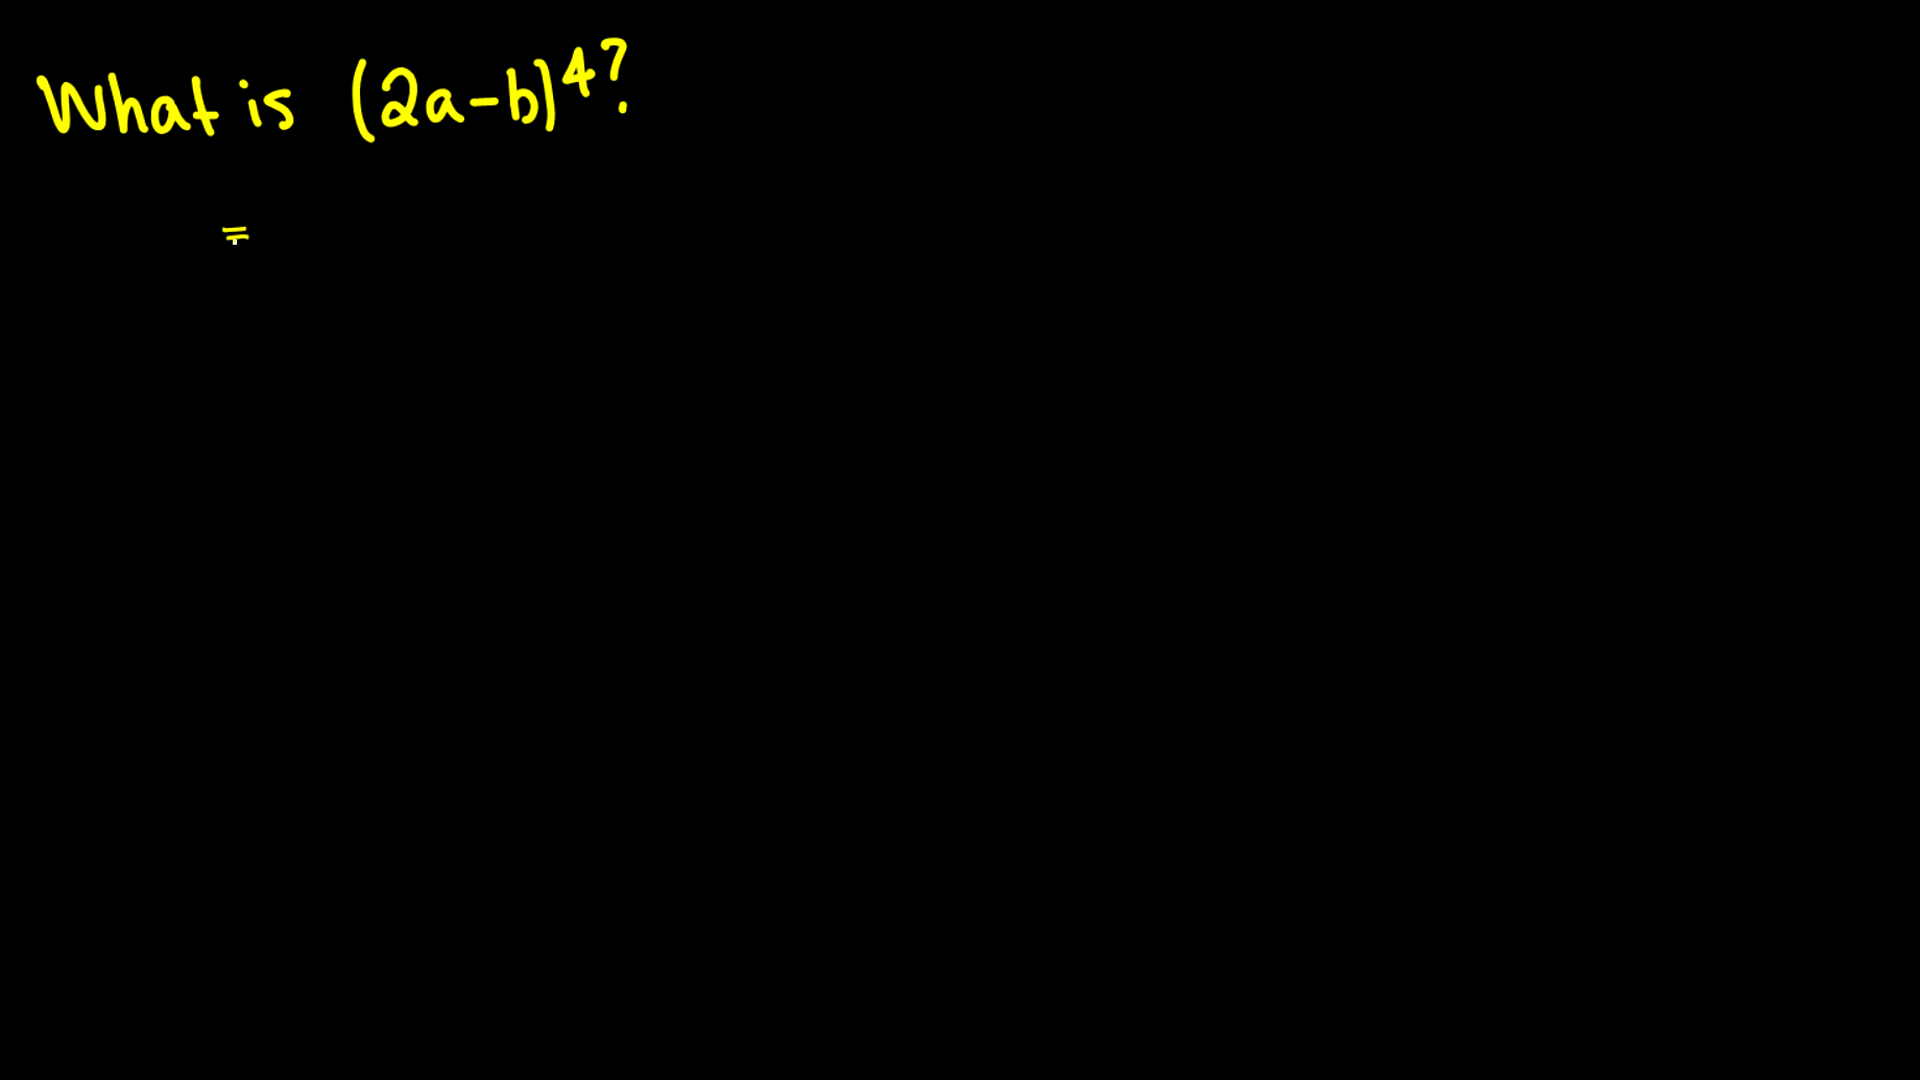 What is (2a-b)⁴?
=